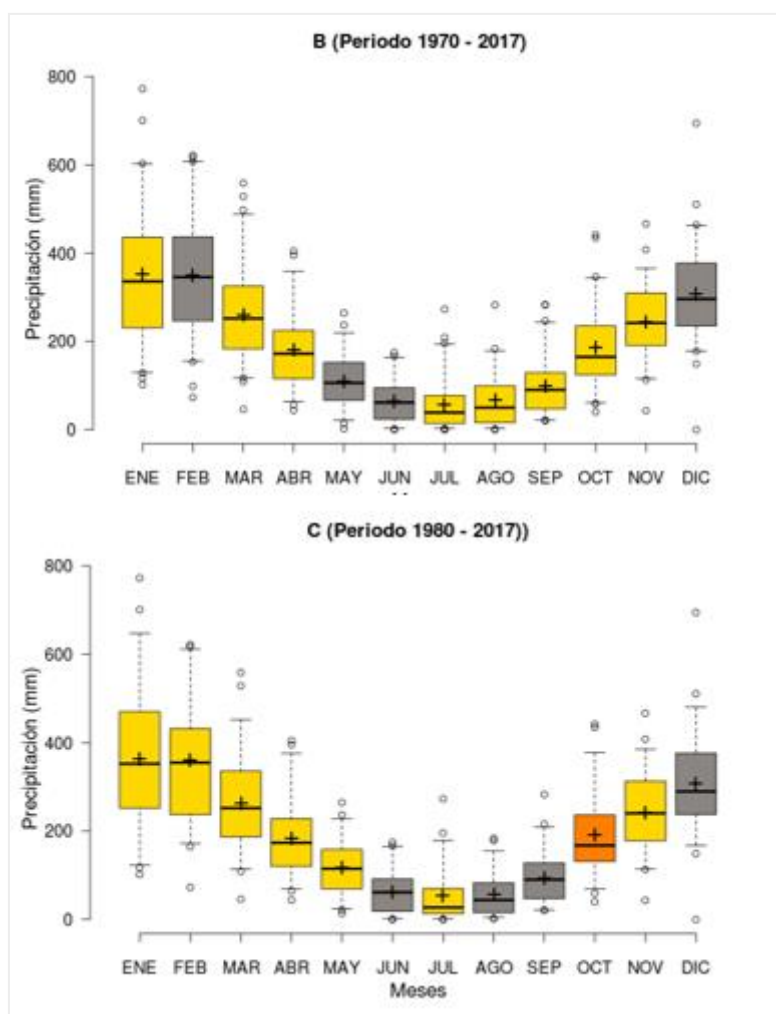 B (Periodo 1970 - 2017)
800
600
400
200
0
Precipitación (mm)
ENE FEB MAR ABR MAY JUN JUL AGO SEP OCT NOV DIC
C (Periodo 1980 - 2017))
800
600
400
200
0
Precipitación (mm)
ENE FEB MAR ABR MAY JUN JUL AGO SEP OCT NOV DIC
Meses